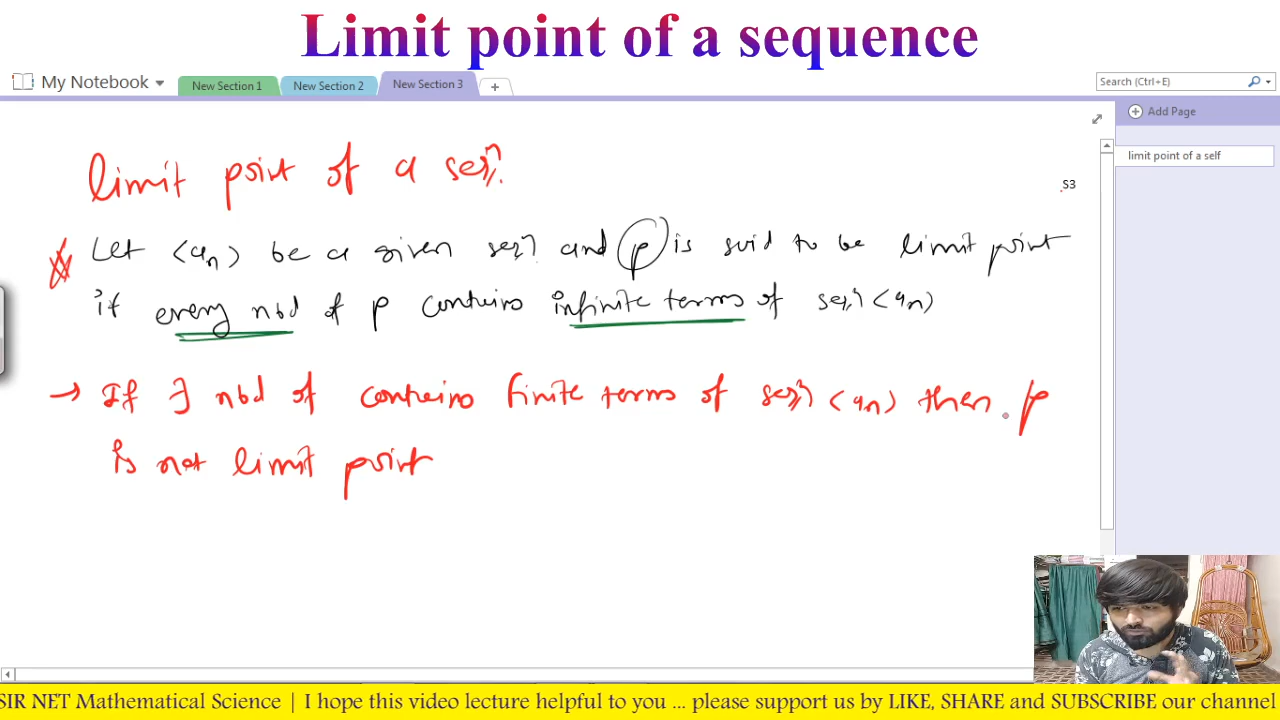 Limit point of a sequence
My Notebook
New Section 1
New Section 2
New Section 3
+
Search (Ctrl+E)
Add Page
limit point of a self
S3
limit point of a seqⁿ.
Let <an> be a given seqⁿ and p is said to be limit point
if every nbd of p contains infinite terms of seqⁿ <an>
→ If ∃ nbd of contains finite terms of seqⁿ <an> then p
is not limit point
SIR NET Mathematical Science | I hope this video lecture helpful to you ... please support us by LIKE, SHARE and SUBSCRIBE our channel